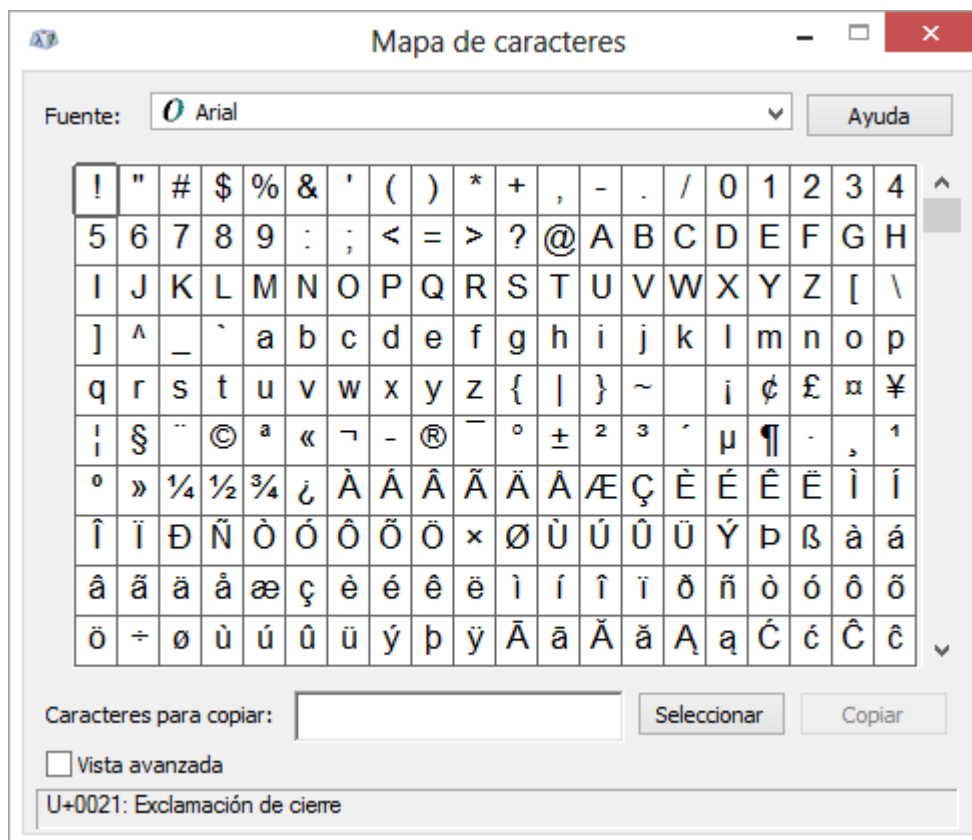 Mapa de caracteres
Fuente: O Arial Ayuda
! " # $ % & ' ( ) * + , - . / 0 1 2 3 4
5 6 7 8 9 : ; < = > ? @ A B C D E F G H
I J K L M N O P Q R S T U V W X Y Z [ \
] ^ _ ` a b c d e f g h i j k l m n o p
q r s t u v w x y z { | } ~ ¡ ¢ £ ¤ ¥
¦ § ¨ © ª « ¬ - ® ¯ ° ± ² ³ ´ µ ¶ · ¸ ¹
º » ¼ ½ ¾ ¿ À Á Â Ã Ä Å Æ Ç È É Ê Ë Ì Í
Î Ï Ð Ñ Ò Ó Ô Õ Ö × Ø Ù Ú Û Ü Ý Þ ß à á
â ã ä å æ ç è é ê ë ì í î ï ð ñ ò ó ô õ
ö ÷ ø ù ú û ü ý þ ÿ Ā ā Ă ă Ą ą Ć ć Ĉ ĉ
Caracteres para copiar: Seleccionar Copiar
Vista avanzada
U+0021: Exclamación de cierre